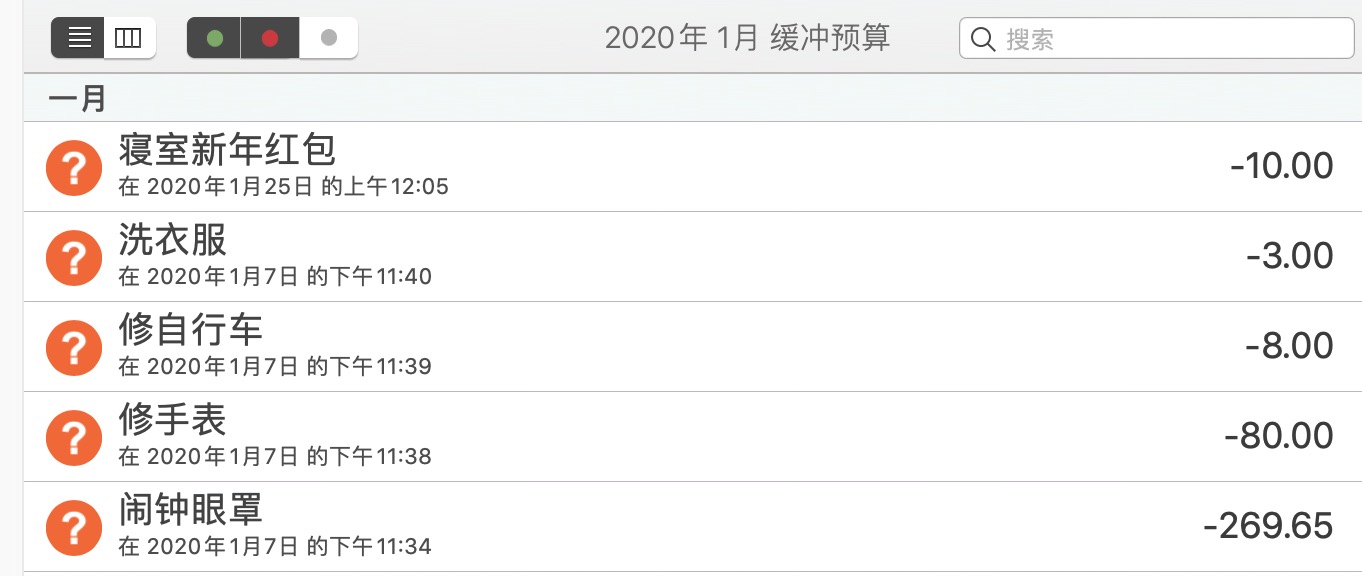 2020年 1月 缓冲预算
搜索
一月
寝室新年红包
-10.00
在 2020年1月25日 的上午12:05
洗衣服
-3.00
在 2020年1月7日 的下午11:40
修自行车
-8.00
在 2020年1月7日 的下午11:39
修手表
-80.00
在 2020年1月7日 的下午11:38
闹钟眼罩
-269.65
在 2020年1月7日 的下午11:34